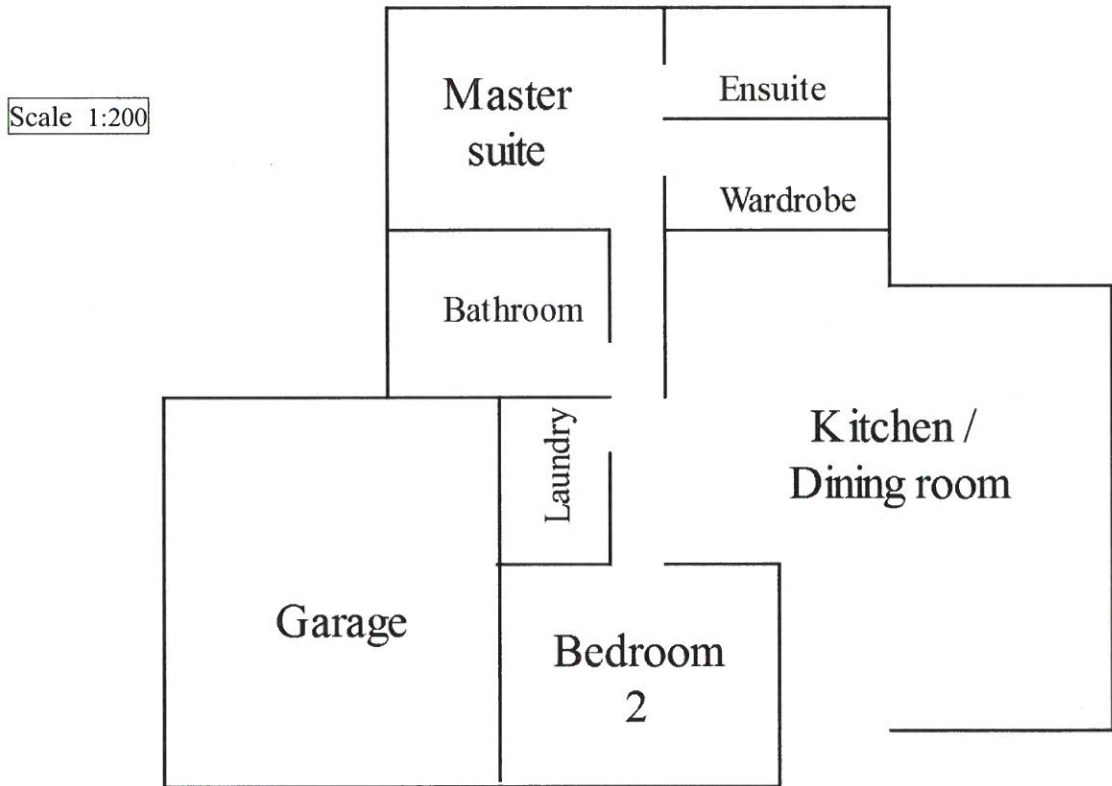 Scale 1:200
Master
suite
Ensuite
Wardrobe
Bathroom
Laundry
Kitchen /
Dining room
Garage
Bedroom
2